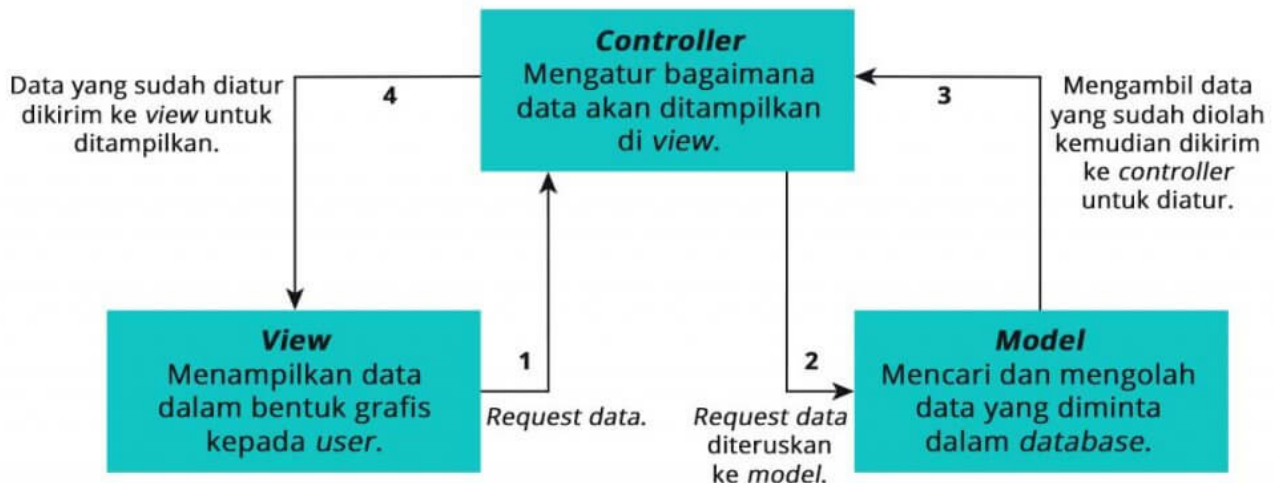 Controller
Mengatur bagaimana
data akan ditampilkan
di view.
Data yang sudah diatur
dikirim ke view untuk
ditampilkan.
4
3
Mengambil data
yang sudah diolah
kemudian dikirim
ke controller
untuk diatur.
View
Menampilkan data
dalam bentuk grafis
kepada user.
1
Request data.
2
Request data
diteruskan
ke model.
Model
Mencari dan mengolah
data yang diminta
dalam database.